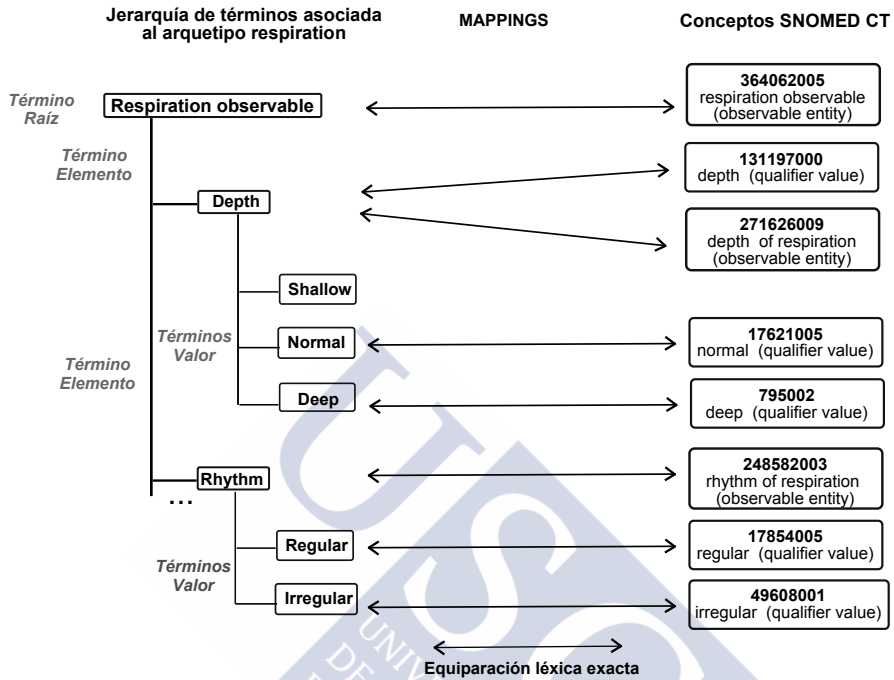 Jerarquía de términos asociada
al arquetipo respiration
MAPPINGS
Conceptos SNOMED CT
Término
Raíz
Respiration observable
364062005
respiration observable
(observable entity)
Término
Elemento
Depth
131197000
depth (qualifier value)
271626009
depth of respiration
(observable entity)
Shallow
Términos
Valor
Normal
17621005
normal (qualifier value)
Término
Elemento
Deep
795002
deep (qualifier value)
Rhythm
...
248582003
rhythm of respiration
(observable entity)
Términos
Valor
Regular
17854005
regular (qualifier value)
Irregular
49608001
irregular (qualifier value)
Equiparación léxica exacta
USC